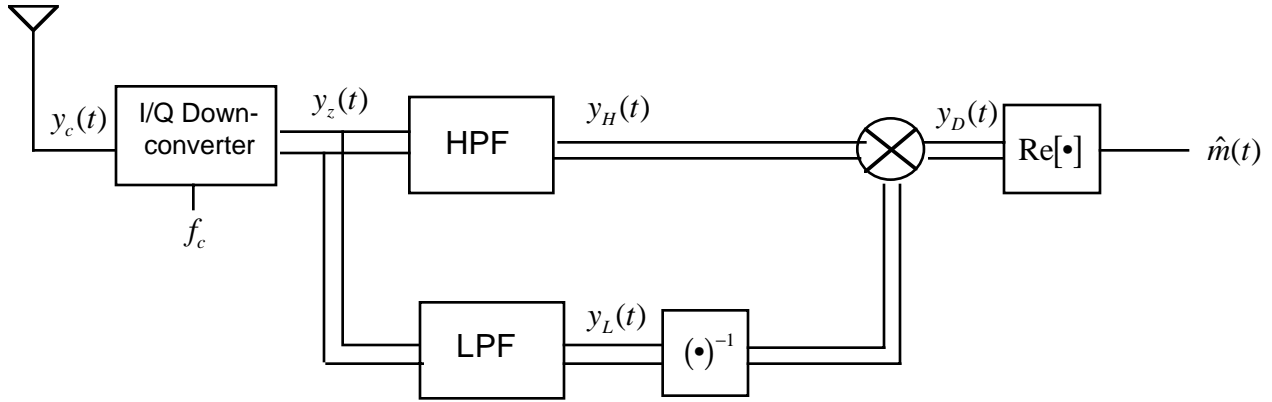 y_c(t)
I/Q Down-
converter
f_c
y_z(t)
HPF
y_H(t)
y_D(t)
Re[•]
m̂(t)
LPF
y_L(t)
(•)⁻¹